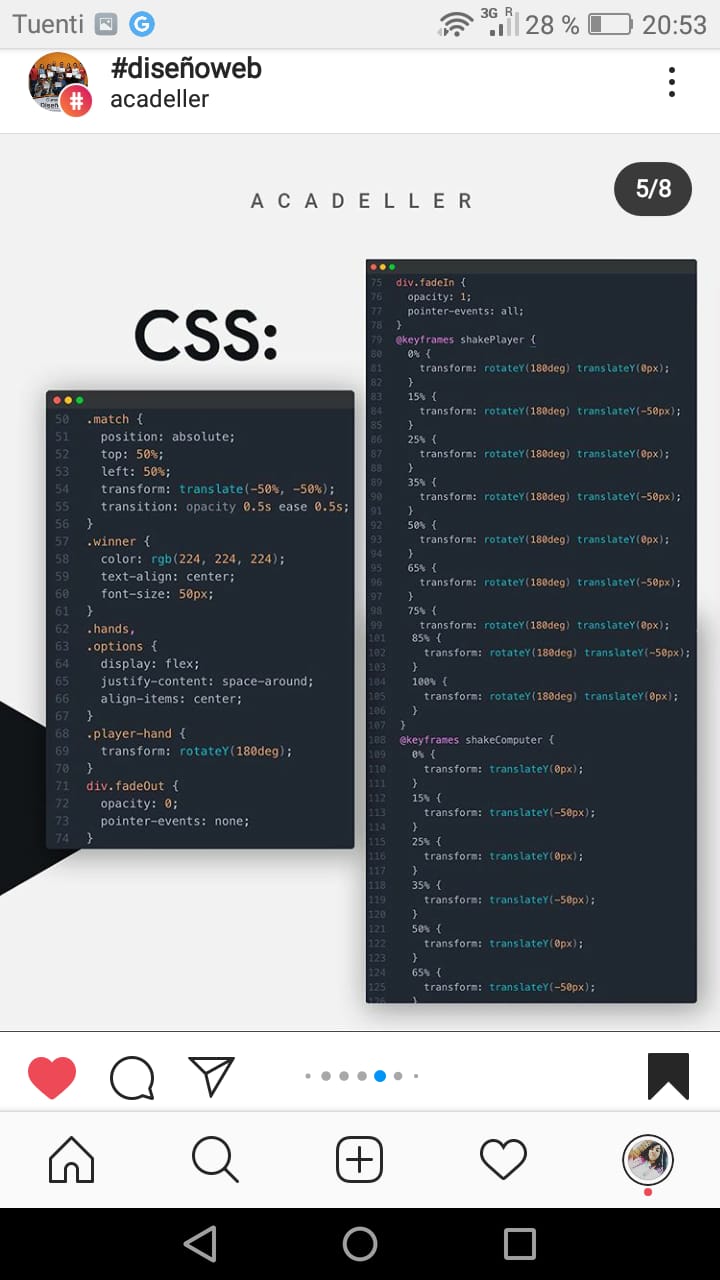 Tuenti
3G R 28 % 20:53
#diseñoweb
acadeller
ACADELLER
5/8
CSS:
50 .match {
51 position: absolute;
52 top: 50%;
53 left: 50%;
54 transform: translate(-50%, -50%);
55 transition: opacity 0.5s ease 0.5s;
56 }
57 .winner {
58 color: rgb(224, 224, 224);
59 text-align: center;
60 font-size: 50px;
61 }
62 .hands,
63 .options {
64 display: flex;
65 justify-content: space-around;
66 align-items: center;
67 }
68 .player-hand {
69 transform: rotateY(180deg);
70 }
71 div.fadeOut {
72 opacity: 0;
73 pointer-events: none;
74 }
75 div.fadeIn {
76 opacity: 1;
77 pointer-events: all;
78 }
79 @keyframes shakePlayer {
80 0% {
81 transform: rotateY(180deg) translateY(0px);
82 }
83 15% {
84 transform: rotateY(180deg) translateY(-50px);
85 }
86 25% {
87 transform: rotateY(180deg) translateY(0px);
88 }
89 35% {
90 transform: rotateY(180deg) translateY(-50px);
91 }
92 50% {
93 transform: rotateY(180deg) translateY(0px);
94 }
95 65% {
96 transform: rotateY(180deg) translateY(-50px);
97 }
98 75% {
99 transform: rotateY(180deg) translateY(0px);
101 85% {
102 transform: rotateY(180deg) translateY(-50px);
103 }
104 100% {
105 transform: rotateY(180deg) translateY(0px);
106 }
107 }
108 @keyframes shakeComputer {
109 0% {
110 transform: translateY(0px);
111 }
112 15% {
113 transform: translateY(-50px);
114 }
115 25% {
116 transform: translateY(0px);
117 }
118 35% {
119 transform: translateY(-50px);
120 }
121 50% {
122 transform: translateY(0px);
123 }
124 65% {
125 transform: translateY(-50px);
126 }